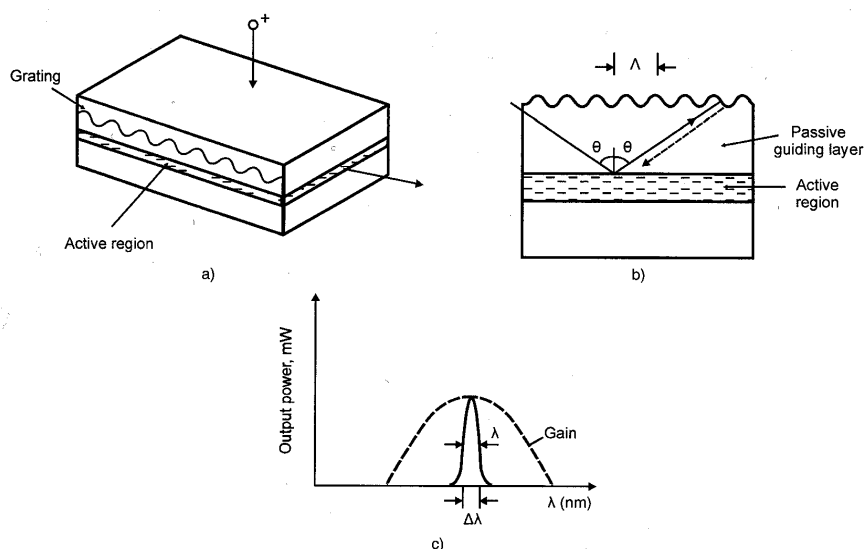 +
Grating
Active region
a)
Λ
θ θ
Passive
guiding layer
Active
region
b)
Output power, mW
λ
Gain
λ (nm)
Δλ
c)